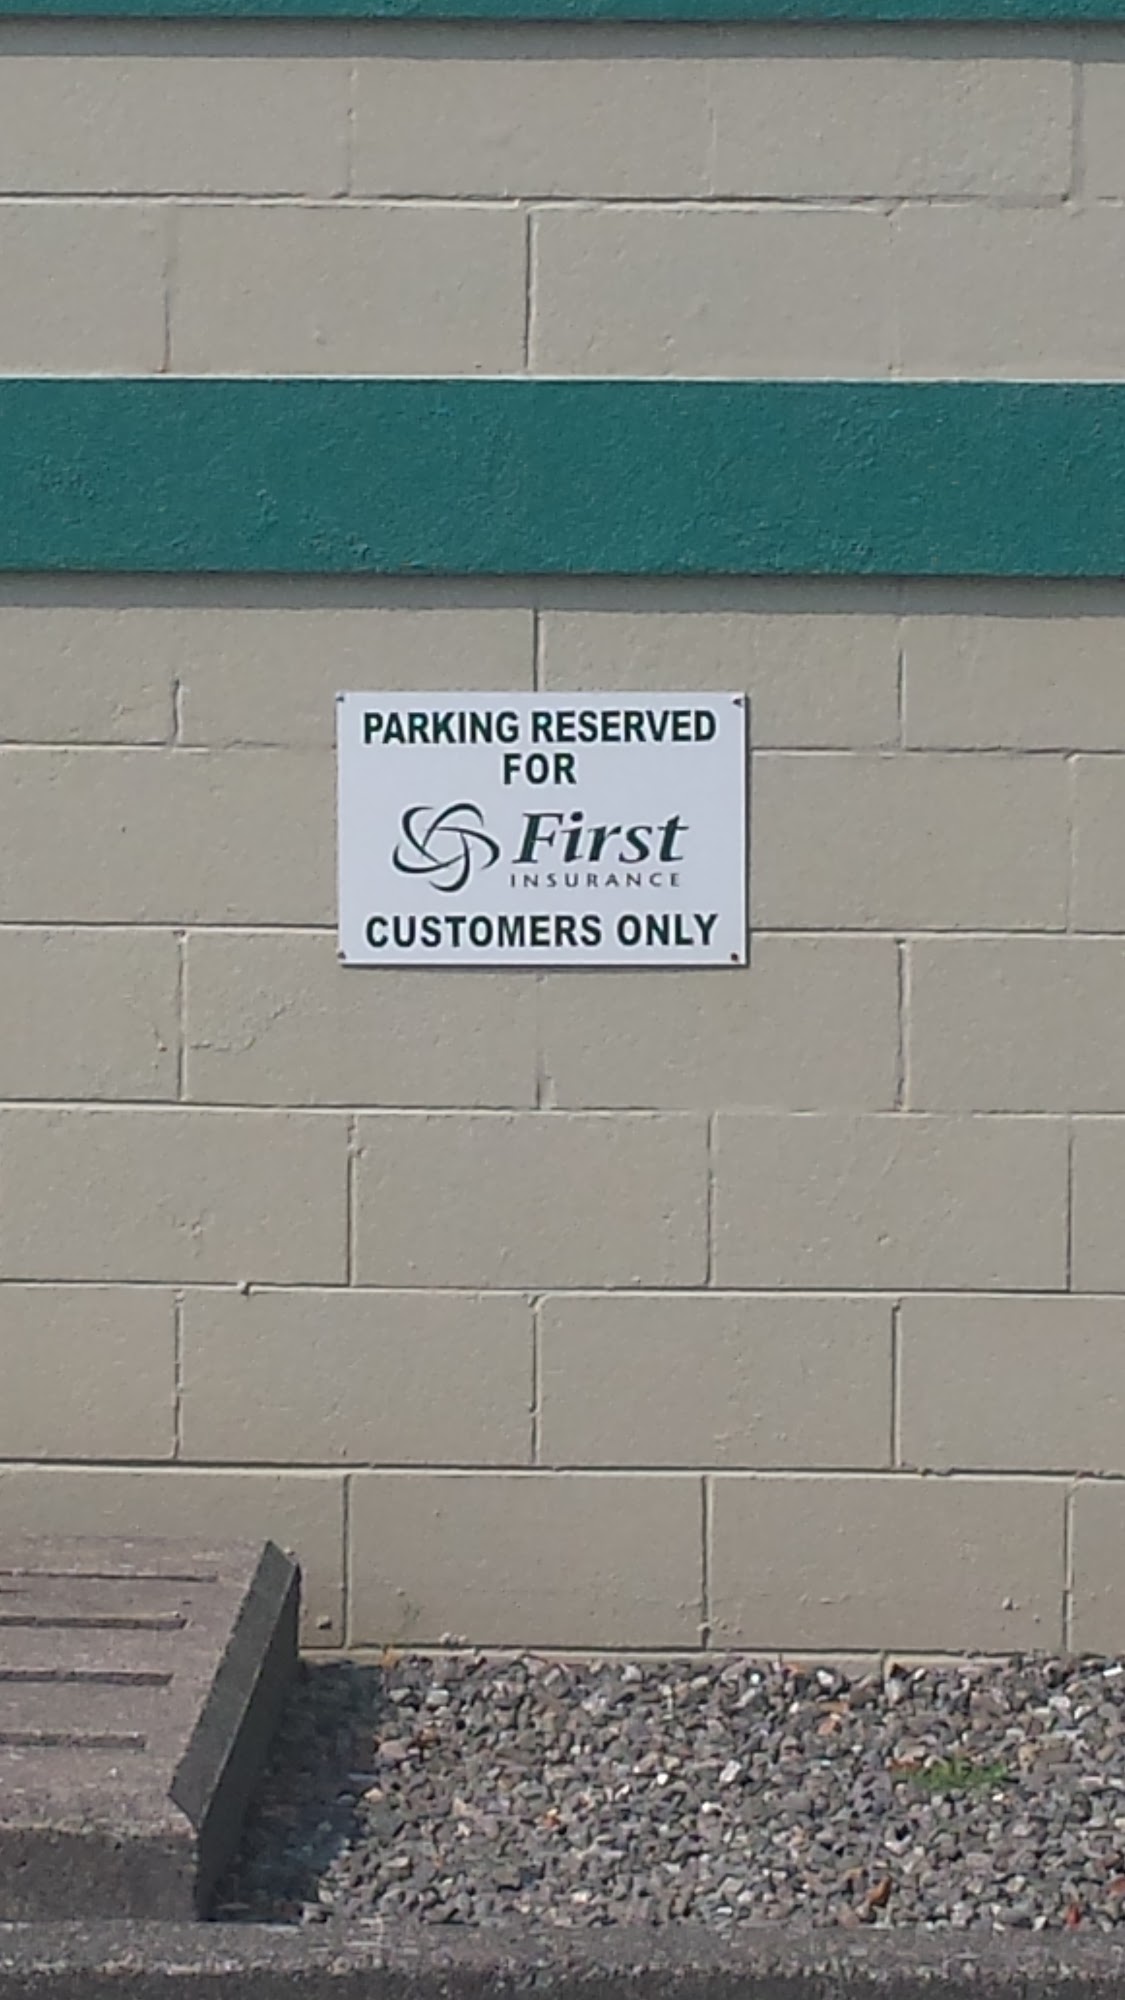 PARKING RESERVED
FOR
First
INSURANCE
CUSTOMERS ONLY